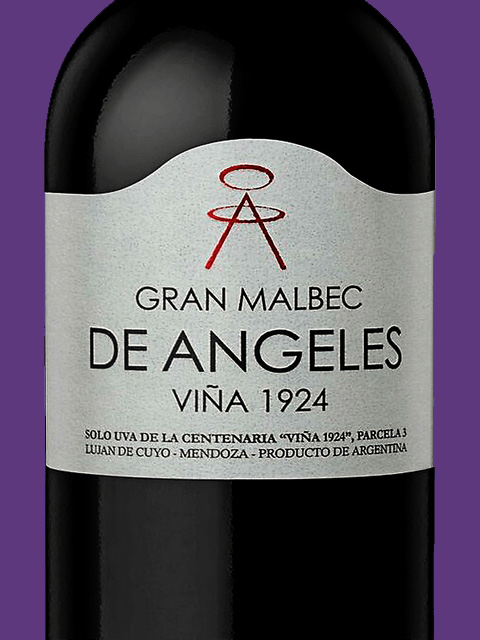 GRAN MALBEC
DE ANGELES
VIÑA 1924
SOLO UVA DE LA CENTENARIA “VIÑA 1924”, PARCELA 3
LUJAN DE CUYO - MENDOZA - PRODUCTO DE ARGENTINA